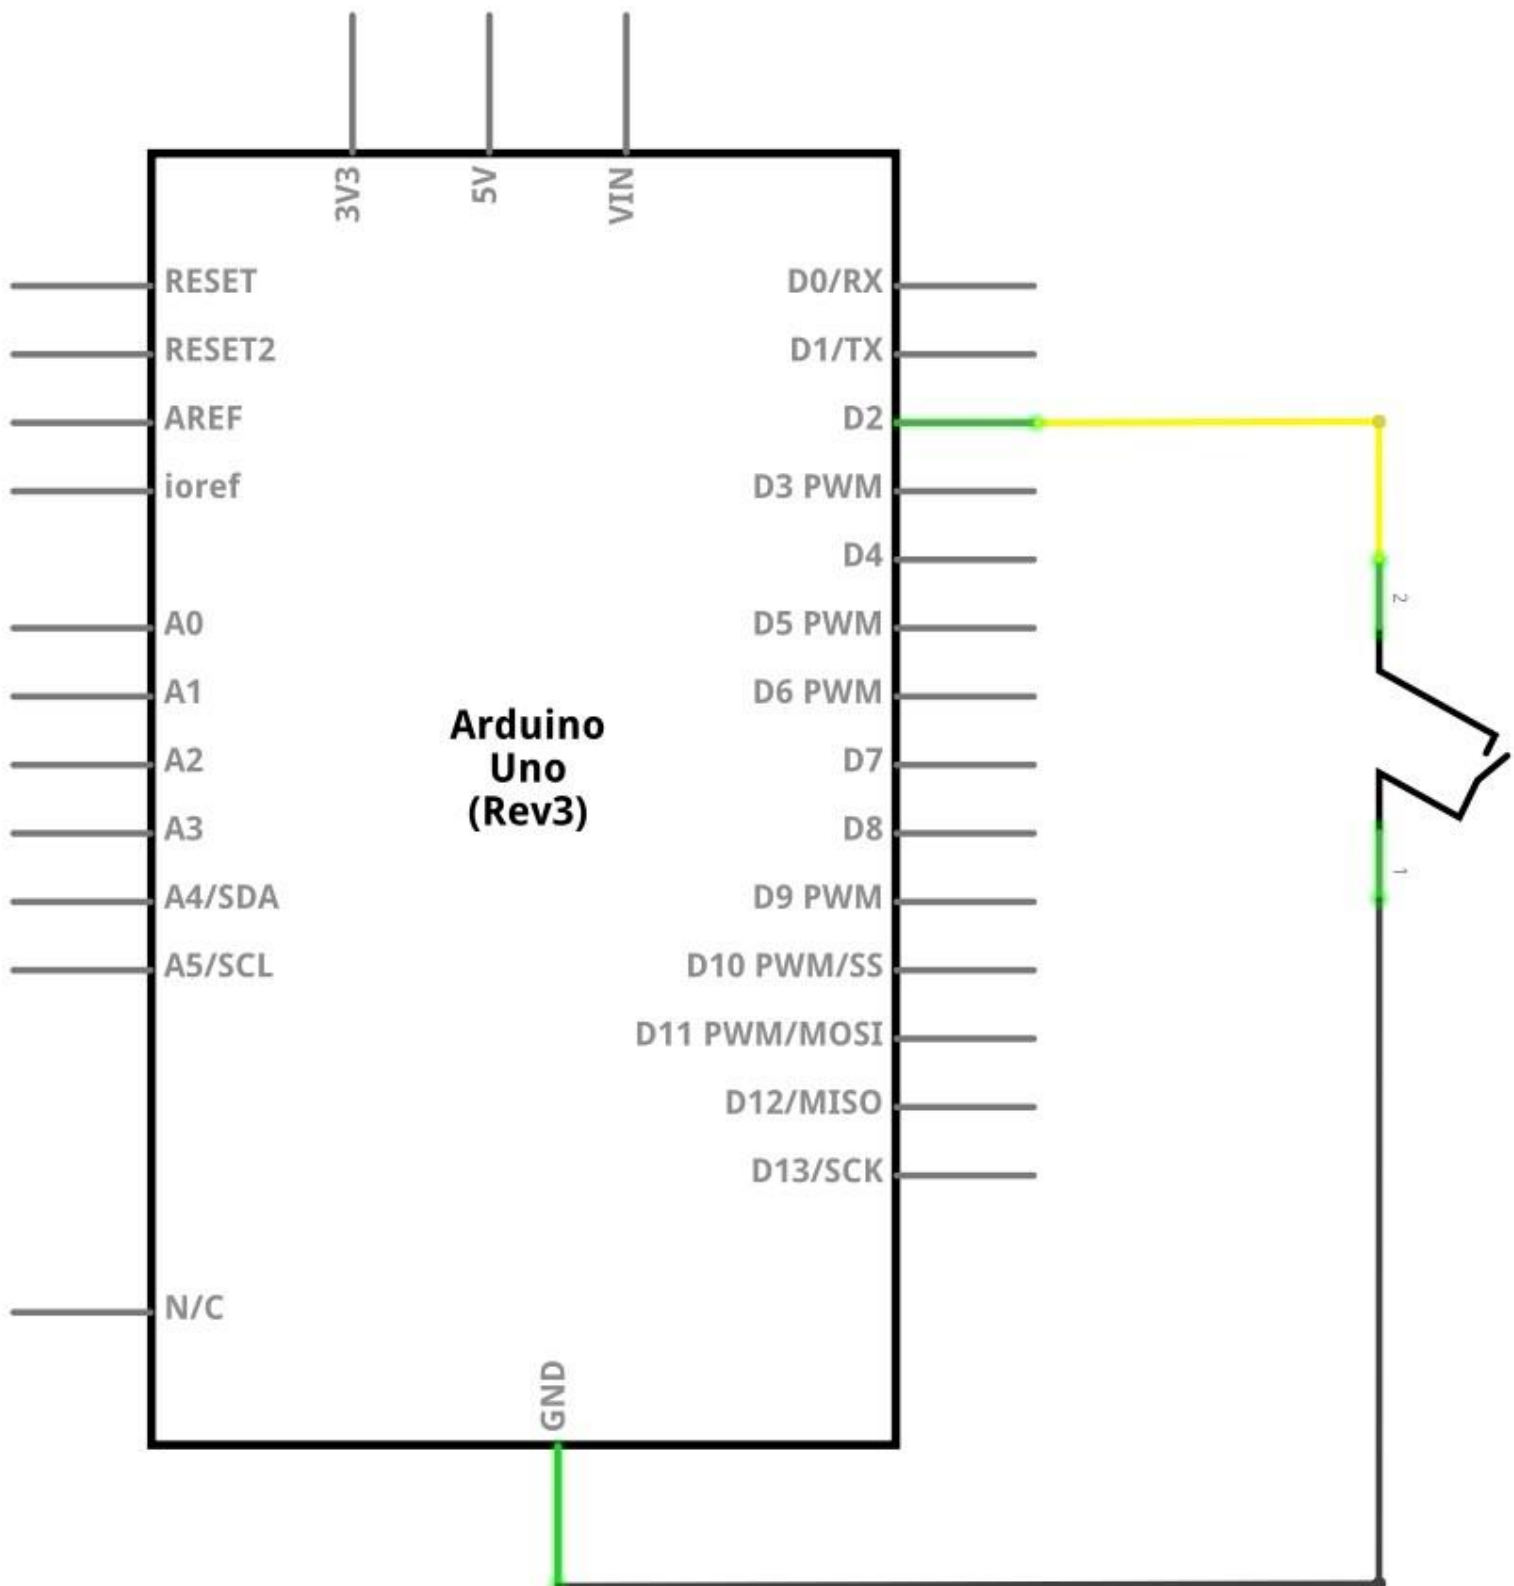 3V3
5V
VIN
RESET
D0/RX
RESET2
D1/TX
AREF
D2
ioref
D3 PWM
D4
2
A0
D5 PWM
A1
D6 PWM
Arduino
Uno
(Rev3)
A2
D7
A3
D8
1
A4/SDA
D9 PWM
A5/SCL
D10 PWM/SS
D11 PWM/MOSI
D12/MISO
D13/SCK
N/C
GND